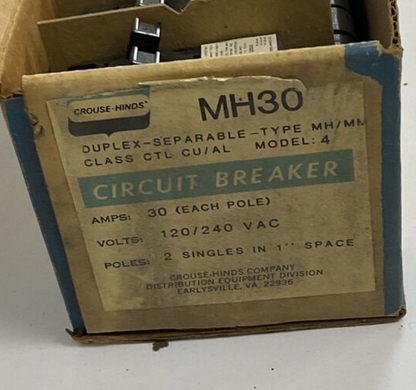 CROUSE-HINDS
MH30
DUPLEX-SEPARABLE-TYPE MH/MM
CLASS CTL CU/AL MODEL: 4
CIRCUIT BREAKER
AMPS: 30 (EACH POLE)
VOLTS: 120/240 VAC
POLES: 2 SINGLES IN 1'' SPACE
CROUSE-HINDS COMPANY
DISTRIBUTION EQUIPMENT DIVISION
EARLYSVILLE, VA. 22936